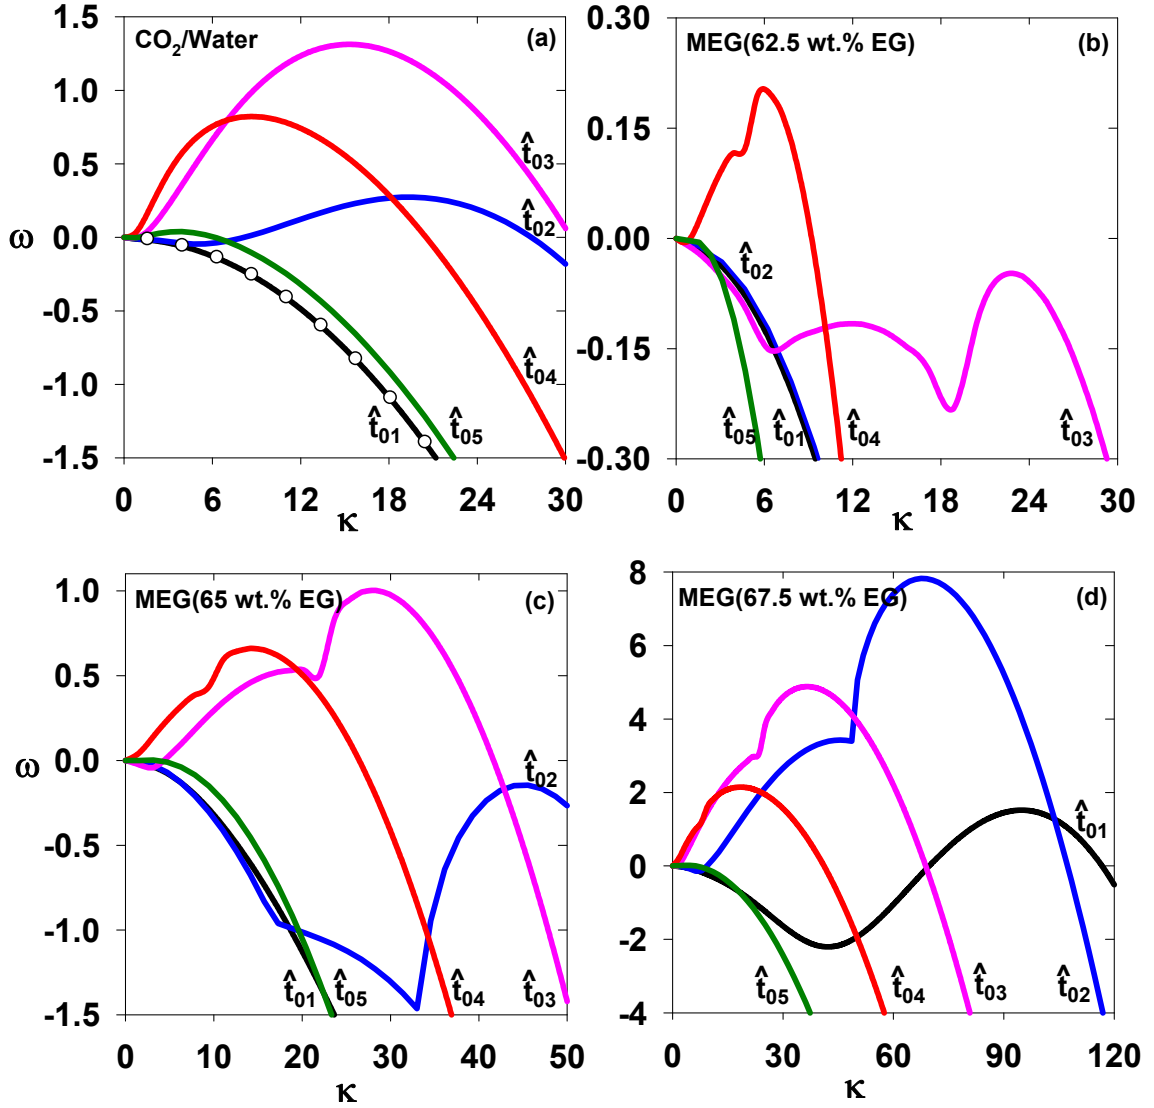 CO2/Water
(a)
1.5
1.0
0.5
0.0
-0.5
-1.0
-1.5
ω
0 6 12 18 24 30
κ
t̂03
t̂02
t̂04
t̂01
t̂05
MEG(62.5 wt.% EG)
(b)
0.30
0.15
0.00
-0.15
-0.30
0 6 12 18 24 30
κ
t̂02
t̂05
t̂01
t̂04
t̂03
MEG(65 wt.% EG)
(c)
1.0
0.5
0.0
-0.5
-1.0
-1.5
ω
0 10 20 30 40 50
κ
t̂02
t̂01
t̂05
t̂04
t̂03
MEG(67.5 wt.% EG)
(d)
8
6
4
2
0
-2
-4
0 30 60 90 120
κ
t̂01
t̂05
t̂04
t̂03
t̂02